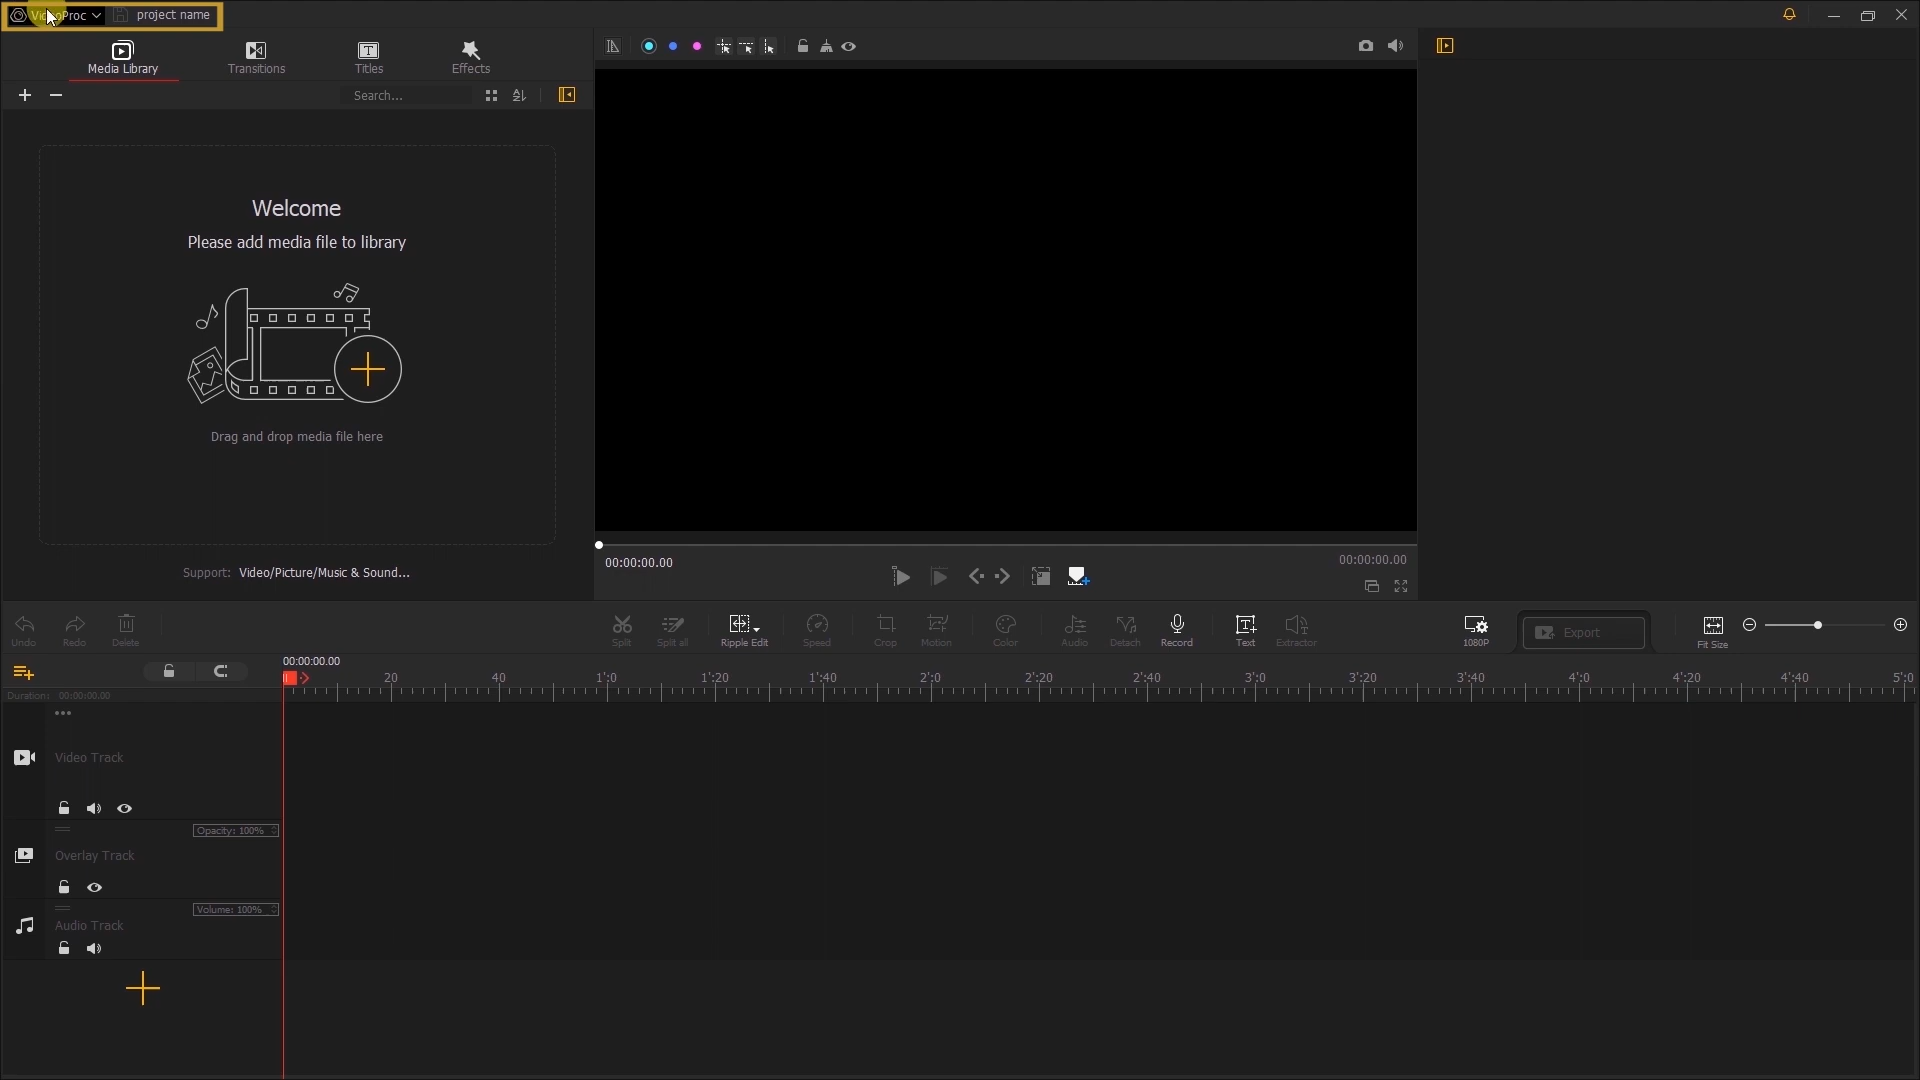 VideoProc
project name
Media Library
Transitions
Titles
Effects
Search...
Welcome
Please add media file to library
Drag and drop media file here
Support: Video/Picture/Music & Sound...
00:00:00.00
00:00:00.00
Undo
Redo
Delete
Split
Split all
Ripple Edit
Speed
Crop
Motion
Color
Audio
Detach
Record
Text
Extractor
1080P
Export
Fit Size
00:00:00.00
20 40 1':0 1':20 1':40 2':0 2':20 2':40 3':0 3':20 3':40 4':0 4':20 4':40 5':0
Duration: 00:00:00.00
Video Track
Opacity: 100%
Overlay Track
Volume: 100%
Audio Track